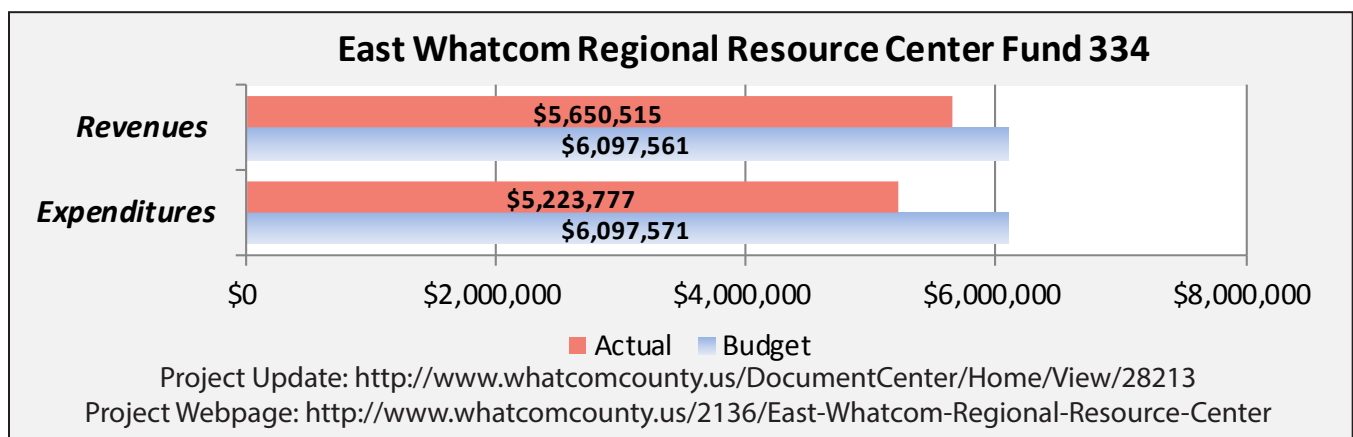 East Whatcom Regional Resource Center Fund 334
Revenues
$5,650,515
$6,097,561
Expenditures
$5,223,777
$6,097,571
$0 $2,000,000 $4,000,000 $6,000,000 $8,000,000
Actual Budget
Project Update: http://www.whatcomcounty.us/DocumentCenter/Home/View/28213
Project Webpage: http://www.whatcomcounty.us/2136/East-Whatcom-Regional-Resource-Center